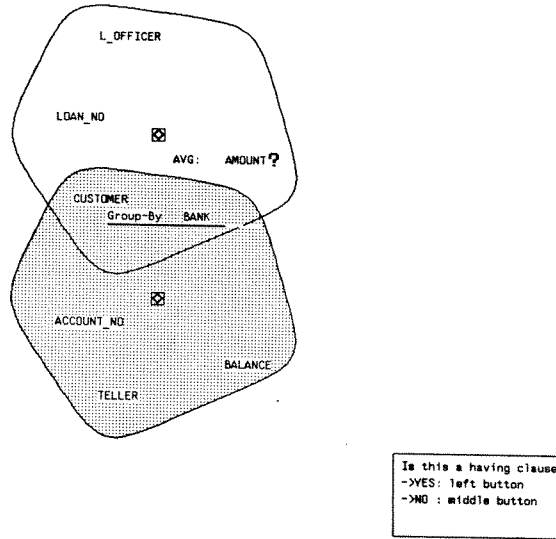 L_OFFICER
LOAN_NO
AVG: AMOUNT?
CUSTOMER
Group-By BANK
ACCOUNT_NO
BALANCE
TELLER
Is this a having clause
->YES: left button
->NO : middle button